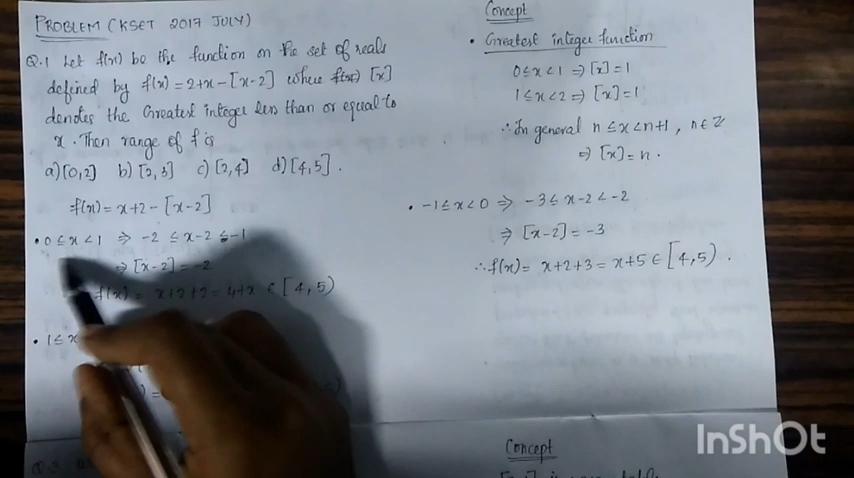 PROBLEM (KSET 2017 JULY)
Q.1 Let f(x) be the function on the set of reals
defined by f(x) = 2+x-[x-2] where [x]
denotes the Greatest integer less than or equal to
x. Then range of f is
a) [0,2] b) [2,3] c) [2,4] d) [4,5].
f(x) = x+2-[x-2]
• 0≤x<1 ⇒ -2 ≤ x-2 ≤ -1
⇒ [x-2] = -2
f(x) = x+2+2 = 4+x ∈ [4,5)
• 1≤x
Concept
• Greatest integer function
0≤x<1 ⇒ [x]=1
1≤x<2 ⇒ [x]=1
∴ In general n≤x<n+1, n∈Z
⇒ [x]=n.
• -1≤x<0 ⇒ -3≤x-2<-2
⇒ [x-2] = -3
∴ f(x) = x+2+3 = x+5 ∈ [4,5).
Concept
InShOt